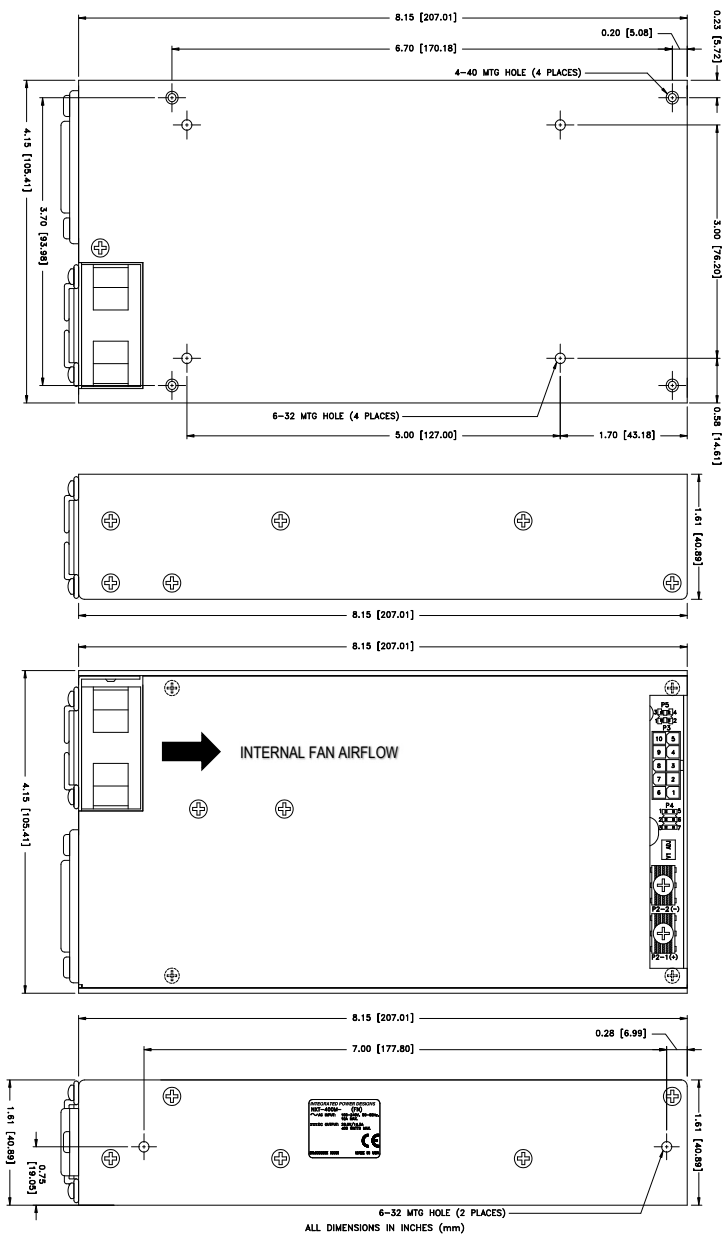 8.15 [207.01]
0.23 [5.72]
0.20 [5.08]
6.70 [170.18]
4-40 MTG HOLE (4 PLACES)
4.15 [105.41]
3.70 [93.98]
3.00 [76.20]
6-32 MTG HOLE (4 PLACES)
5.00 [127.00]
1.70 [43.18]
0.58 [14.61]
1.61 [40.89]
8.15 [207.01]
8.15 [207.01]
4.15 [105.41]
INTERNAL FAN AIRFLOW
P5
P3
10 5
9 4
8 3
7 2
6 1
P4
P2-2(-)
P2-1(+)
8.15 [207.01]
0.28 [6.99]
7.00 [177.80]
1.61 [40.89]
0.75 [19.05]
1.61 [40.89]
INTEGRATED POWER DESIGNS
(FN)
CE
6-32 MTG HOLE (2 PLACES)
ALL DIMENSIONS IN INCHES (mm)